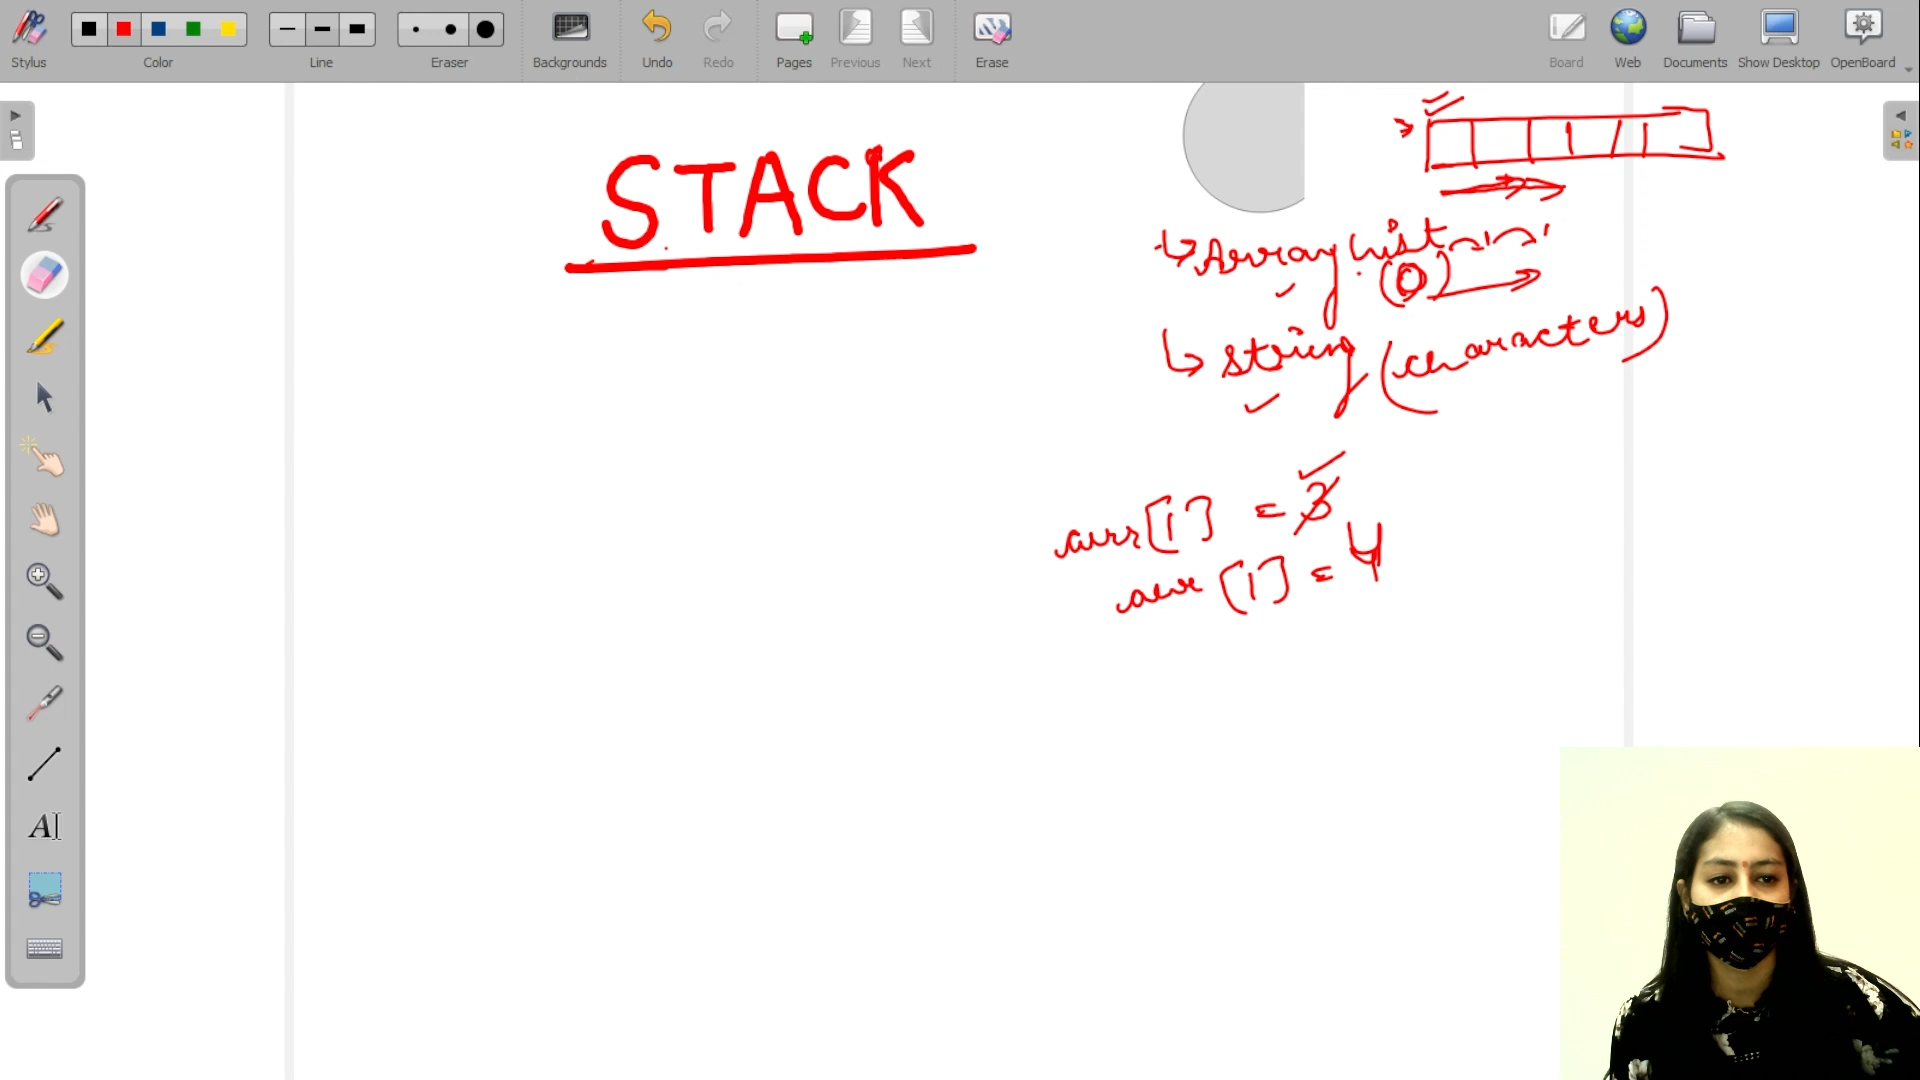 Stylus
Color
Line
Eraser
Backgrounds
Undo
Redo
Pages
Previous
Next
Erase
Board
Web
Documents
Show Desktop
OpenBoard
STACK
Array List
(0)
string (characters)
arr[1] = 3
arr [1] = 4
A